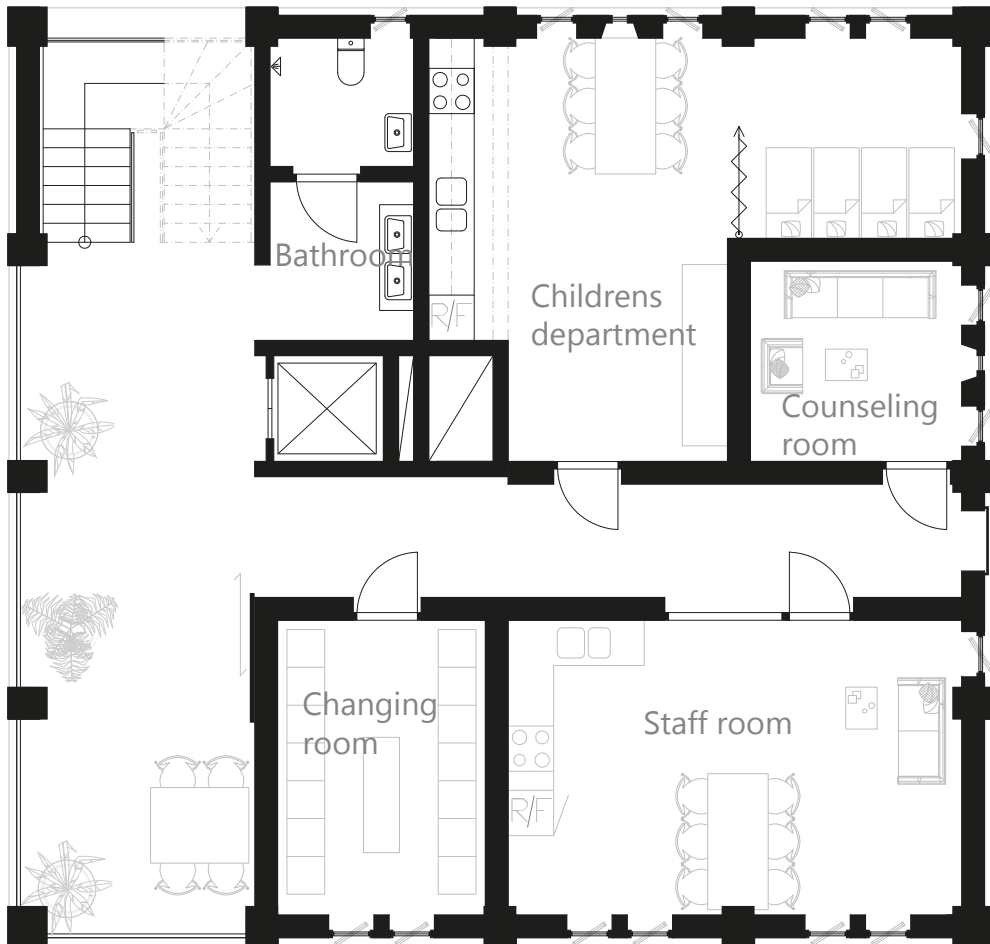 Bathroom
R/F
Childrens
department
Counseling
room
Changing
room
Staff room
R/F